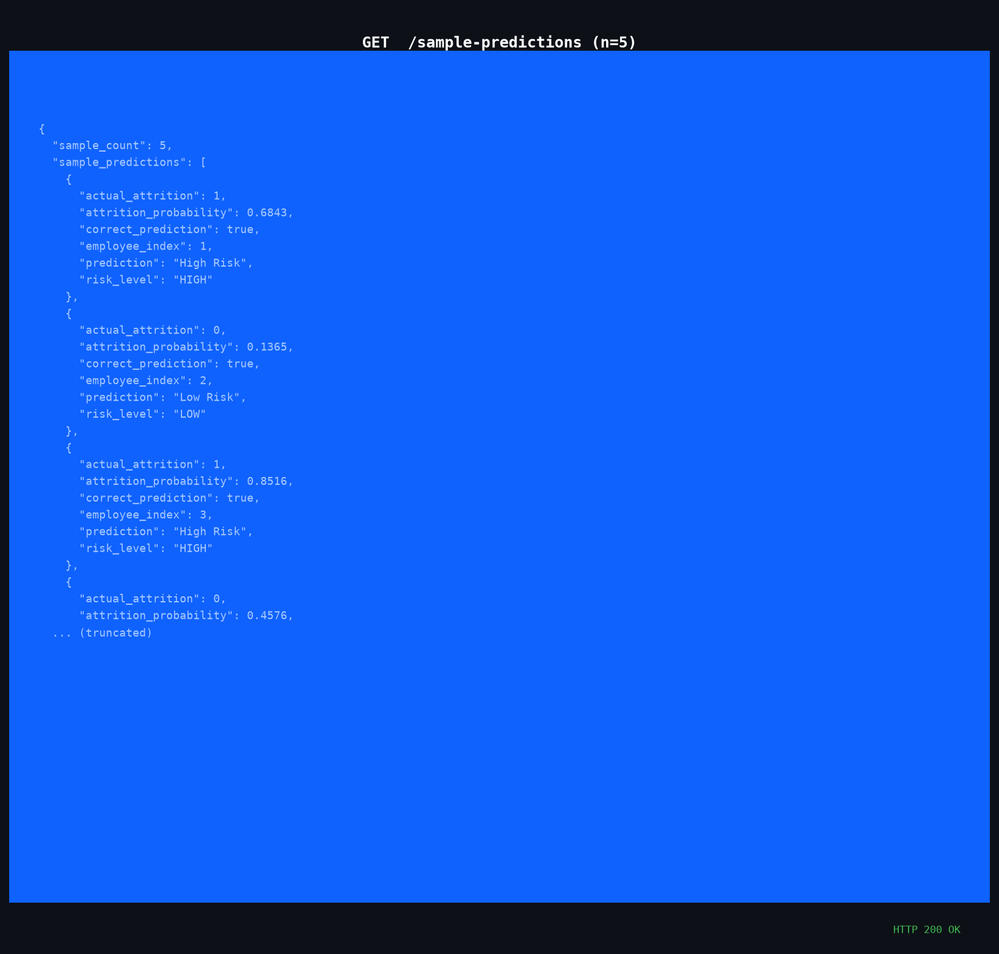 GET  /sample-predictions (n=5)
{
  "sample_count": 5,
  "sample_predictions": [
    {
      "actual_attrition": 1,
      "attrition_probability": 0.6843,
      "correct_prediction": true,
      "employee_index": 1,
      "prediction": "High Risk",
      "risk_level": "HIGH"
    },
    {
      "actual_attrition": 0,
      "attrition_probability": 0.1365,
      "correct_prediction": true,
      "employee_index": 2,
      "prediction": "Low Risk",
      "risk_level": "LOW"
    },
    {
      "actual_attrition": 1,
      "attrition_probability": 0.8516,
      "correct_prediction": true,
      "employee_index": 3,
      "prediction": "High Risk",
      "risk_level": "HIGH"
    },
    {
      "actual_attrition": 0,
      "attrition_probability": 0.4576,
  ... (truncated)
HTTP 200 OK